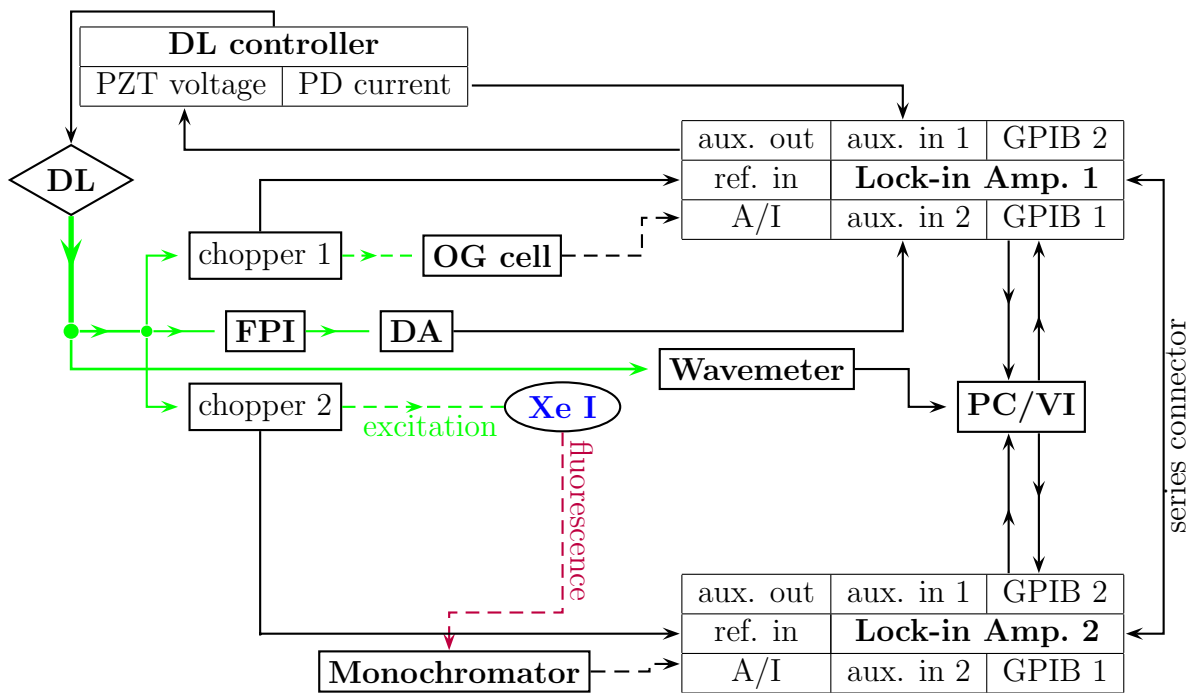 DL controller
PZT voltage PD current
aux. out aux. in 1 GPIB 2
DL
ref. in Lock-in Amp. 1
A/I aux. in 2 GPIB 1
chopper 1 OG cell
FPI DA
Wavemeter
chopper 2 Xe I PC/VI
excitation
fluorescence
series connector
aux. out aux. in 1 GPIB 2
ref. in Lock-in Amp. 2
Monochromator A/I aux. in 2 GPIB 1